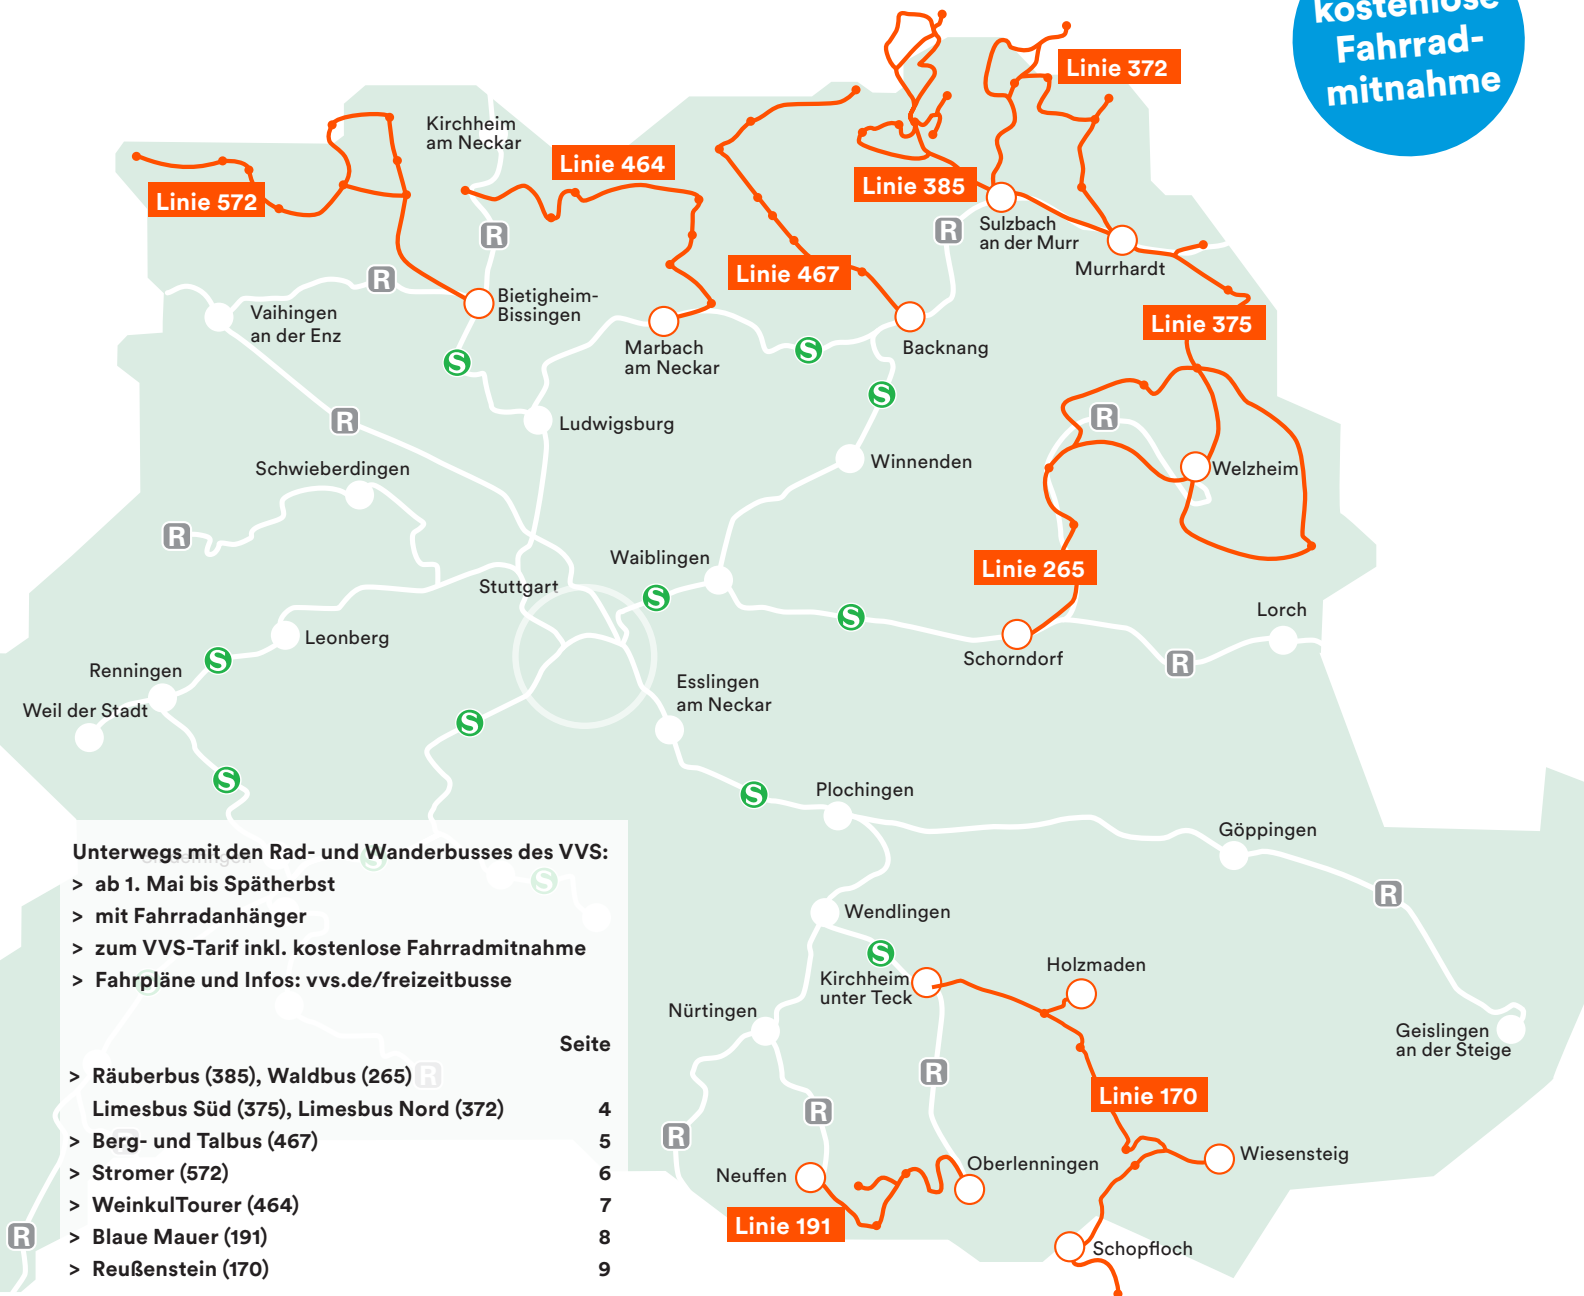 kostenlose
Fahrrad-
mitnahme
Linie 372
Kirchheim
am Neckar
Linie 464
Linie 572
Linie 385
R
R
Sulzbach
an der Murr
Linie 467
Murrhardt
R
Bietigheim-
Bissingen
Vaihingen
an der Enz
Linie 375
Marbach
am Neckar
S
Backnang
S
S
R
R
Ludwigsburg
Winnenden
Schwieberdingen
Welzheim
R
Waiblingen
Linie 265
Stuttgart
S
S
Lorch
Leonberg
Schorndorf
R
Renningen
S
Esslingen
am Neckar
Weil der Stadt
S
S
S
Plochingen
Göppingen
R
Unterwegs mit den Rad- und Wanderbusses des VVS:
> ab 1. Mai bis Spätherbst
> mit Fahrradanhänger
> zum VVS-Tarif inkl. kostenlose Fahrradmitnahme
> Fahrpläne und Infos: vvs.de/freizeitbusse
S
S
S
Wendlingen
S
Kirchheim
unter Teck
Holzmaden
Nürtingen
Geislingen
an der Steige
R
R
R
Linie 170
Wiesensteig
Oberlenningen
Neuffen
Linie 191
Schopfloch
Seite
> Räuberbus (385), Waldbus (265)
R
Limesbus Süd (375), Limesbus Nord (372) 4
> Berg- und Talbus (467) 5
R
> Stromer (572) 6
> WeinkulTourer (464) 7
> Blaue Mauer (191) 8
R
> Reußenstein (170) 9